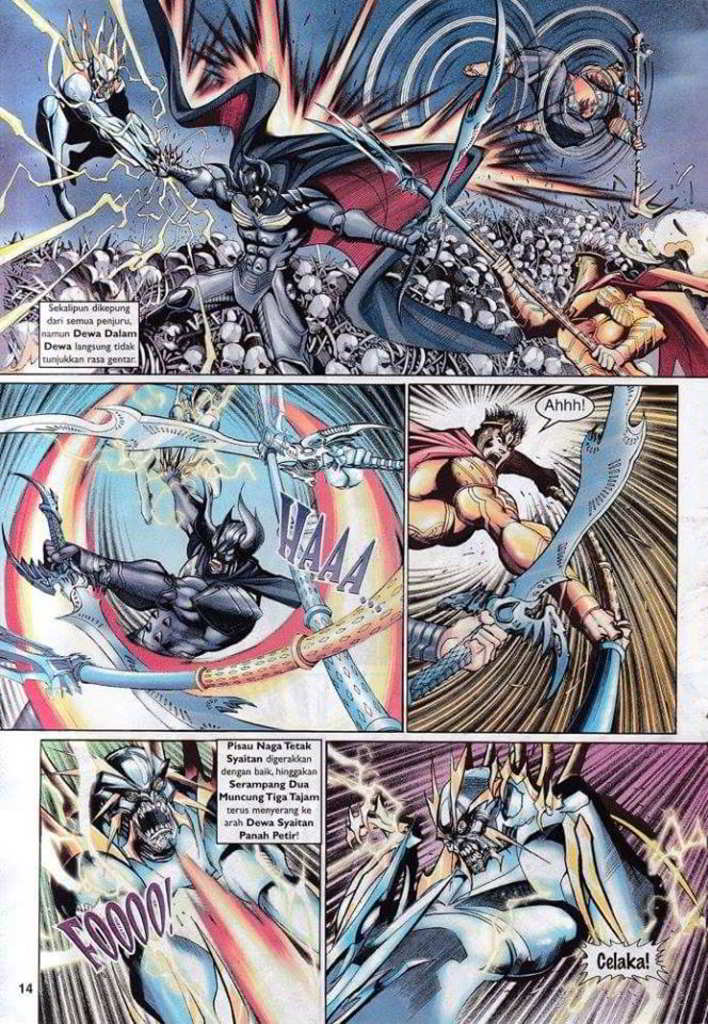 Sekalipun dikepung
dari semua penjuru,
namun Dewa Dalam
Dewa langsung tidak
tunjukkan rasa gentar.
HAAA...
Ahhh!
Pisau Naga Tetak
Syaitan digerakkan
dengan baik, hinggakan
Serampang Dua
Muncung Tiga Tajam
terus menyerang ke
arah Dewa Syaitan
Panah Petir!
FOOOO!
Celaka!
14